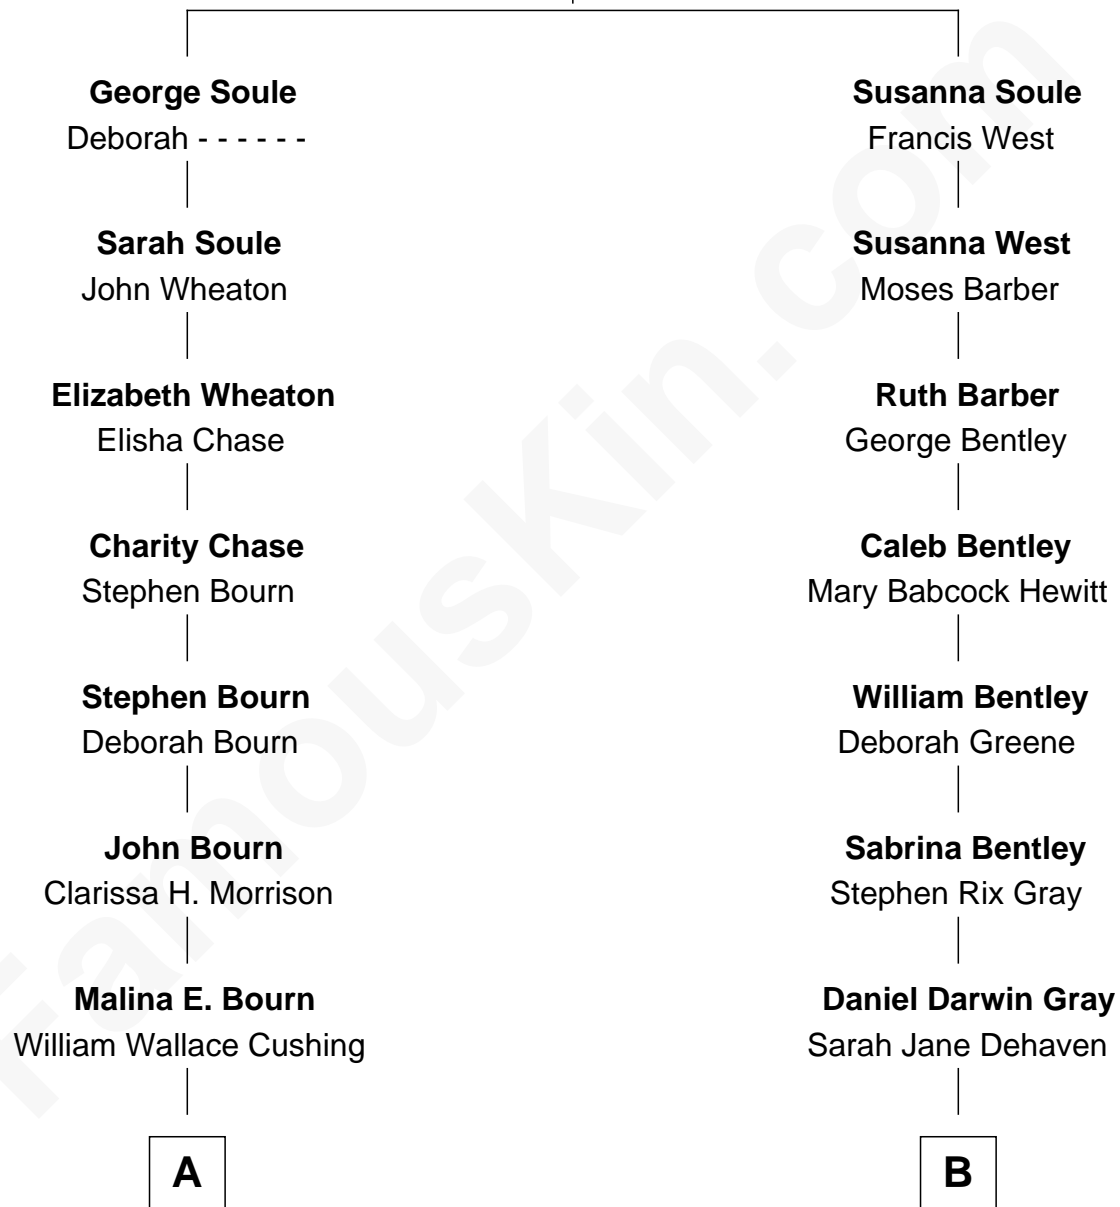 George Soule
Deborah - - - - - -
Sarah Soule
John Wheaton
Elizabeth Wheaton
Elisha Chase
Charity Chase
Stephen Bourn
Stephen Bourn
Deborah Bourn
John Bourn
Clarissa H. Morrison
Malina E. Bourn
William Wallace Cushing
A
Susanna Soule
Francis West
Susanna West
Moses Barber
Ruth Barber
George Bentley
Caleb Bentley
Mary Babcock Hewitt
William Bentley
Deborah Greene
Sabrina Bentley
Stephen Rix Gray
Daniel Darwin Gray
Sarah Jane Dehaven
B
FamousKin.com